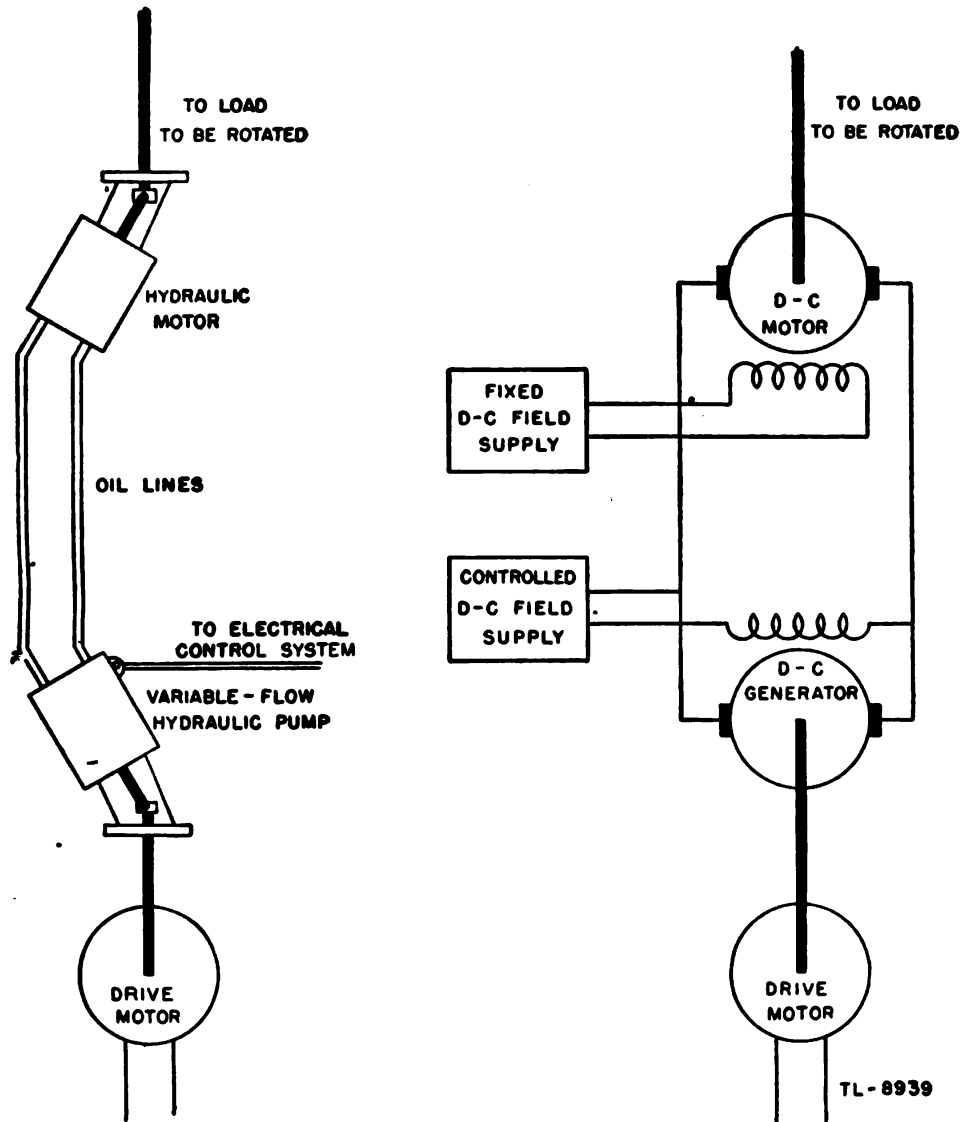 TO LOAD
TO BE ROTATED
HYDRAULIC
MOTOR
OIL LINES
TO ELECTRICAL
CONTROL SYSTEM
VARIABLE-FLOW
HYDRAULIC PUMP
DRIVE
MOTOR
TO LOAD
TO BE ROTATED
D-C
MOTOR
FIXED
D-C FIELD
SUPPLY
CONTROLLED
D-C FIELD
SUPPLY
D-C
GENERATOR
DRIVE
MOTOR
TL-8939